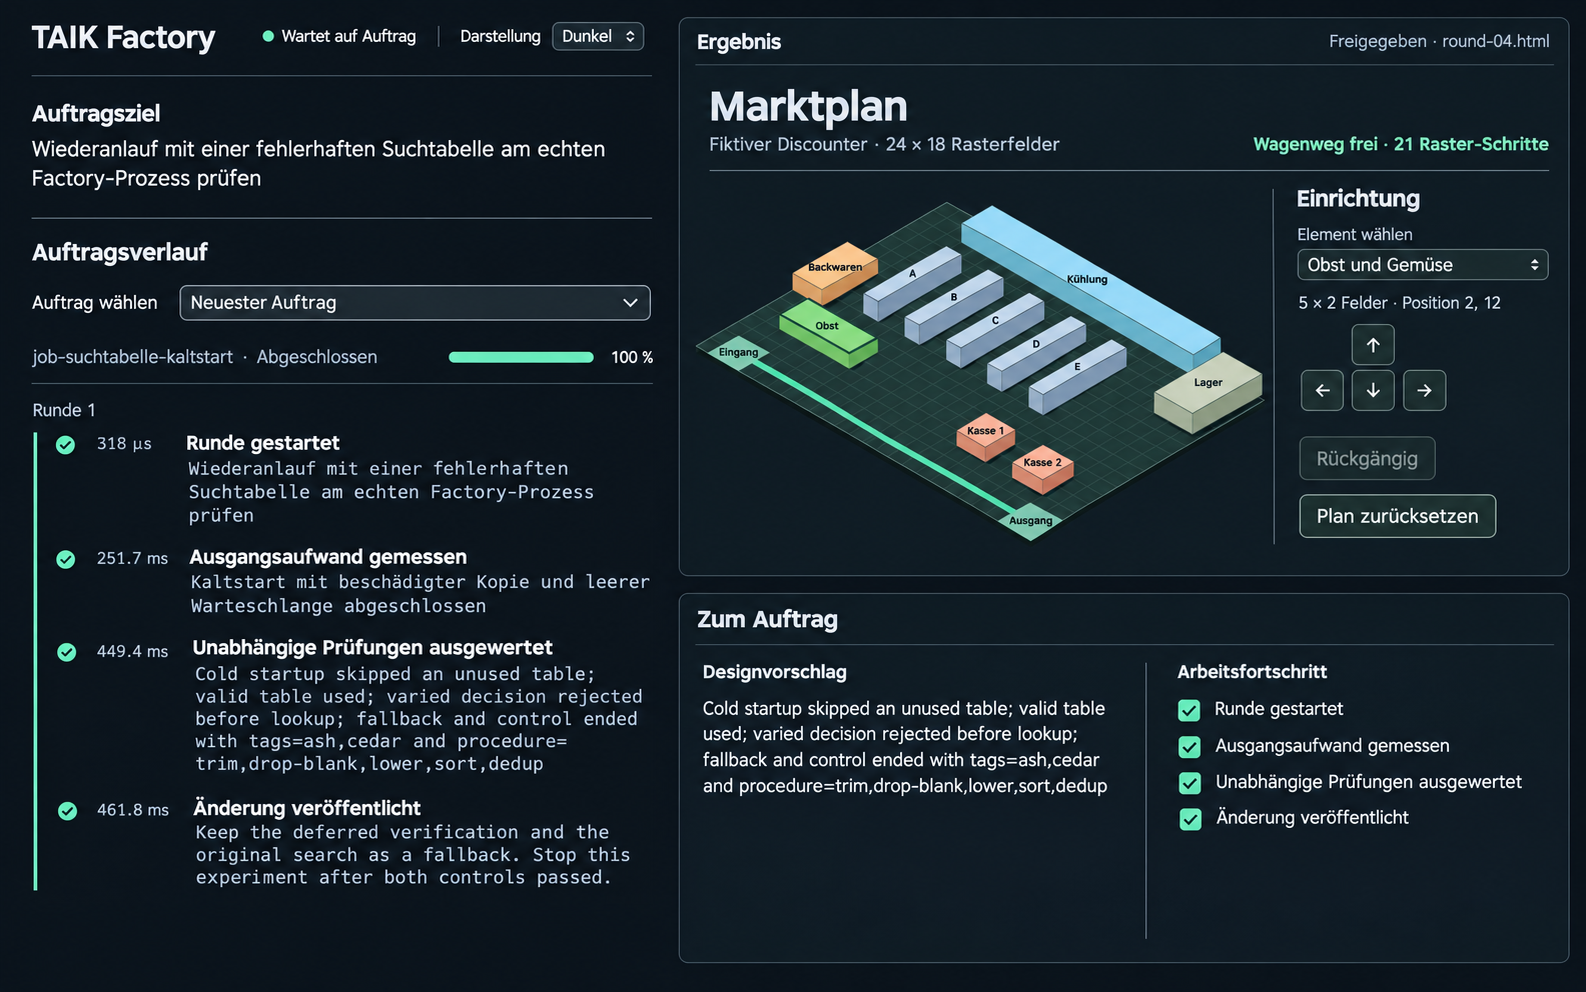 TAIK Factory
Wartet auf Auftrag
Darstellung
Dunkel
Auftragsziel
Wiederanlauf mit einer fehlerhaften Suchtabelle am echten
Factory-Prozess prüfen
Auftragsverlauf
Auftrag wählen
Neuester Auftrag
job-suchtabelle-kaltstart · Abgeschlossen
100 %
Runde 1
318 µs
Runde gestartet
Wiederanlauf mit einer fehlerhaften
Suchtabelle am echten Factory-Prozess
prüfen
251.7 ms
Ausgangsaufwand gemessen
Kaltstart mit beschädigter Kopie und leerer
Warteschlange abgeschlossen
449.4 ms
Unabhängige Prüfungen ausgewertet
Cold startup skipped an unused table;
valid table used; varied decision rejected
before lookup; fallback and control ended
with tags=ash,cedar and procedure=
trim,drop-blank,lower,sort,dedup
461.8 ms
Änderung veröffentlicht
Keep the deferred verification and the
original search as a fallback. Stop this
experiment after both controls passed.
Ergebnis
Freigegeben · round-04.html
Marktplan
Fiktiver Discounter · 24 × 18 Rasterfelder
Wagenweg frei · 21 Raster-Schritte
Backwaren
A
B
C
D
E
Kühlung
Obst
Eingang
Lager
Kasse 1
Kasse 2
Ausgang
Einrichtung
Element wählen
Obst und Gemüse
5 × 2 Felder · Position 2, 12
↑
← ↓ →
Rückgängig
Plan zurücksetzen
Zum Auftrag
Designvorschlag
Cold startup skipped an unused table; valid table
used; varied decision rejected before lookup;
fallback and control ended with tags=ash,cedar
and procedure=trim,drop-blank,lower,sort,dedup
Arbeitsfortschritt
Runde gestartet
Ausgangsaufwand gemessen
Unabhängige Prüfungen ausgewertet
Änderung veröffentlicht